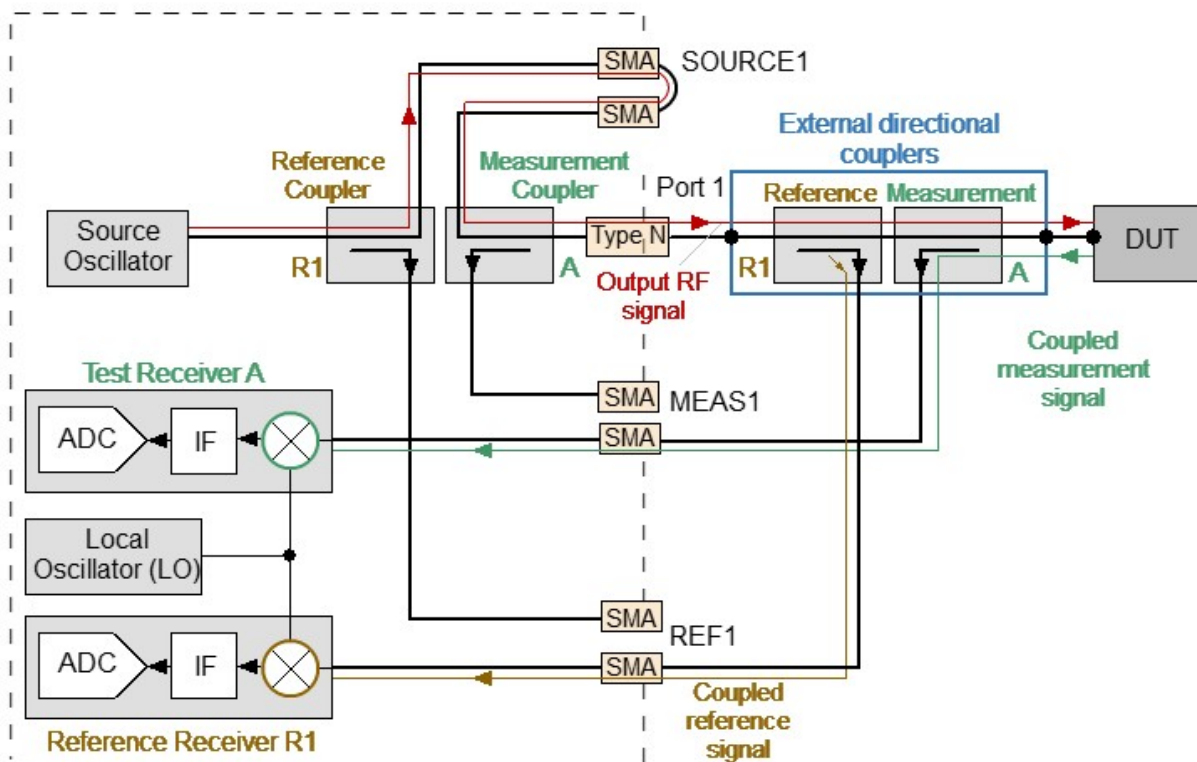 SMA
SOURCE1
SMA
External directional
couplers
Reference
Coupler
Measurement
Coupler
Port 1
Reference
Measurement
Source
Oscillator
R1
A
Type N
Output RF
signal
R1
A
DUT
Coupled
measurement
signal
Test Receiver A
SMA
MEAS1
ADC
IF
SMA
Local
Oscillator (LO)
SMA
REF1
ADC
IF
SMA
Coupled
reference
signal
Reference Receiver R1